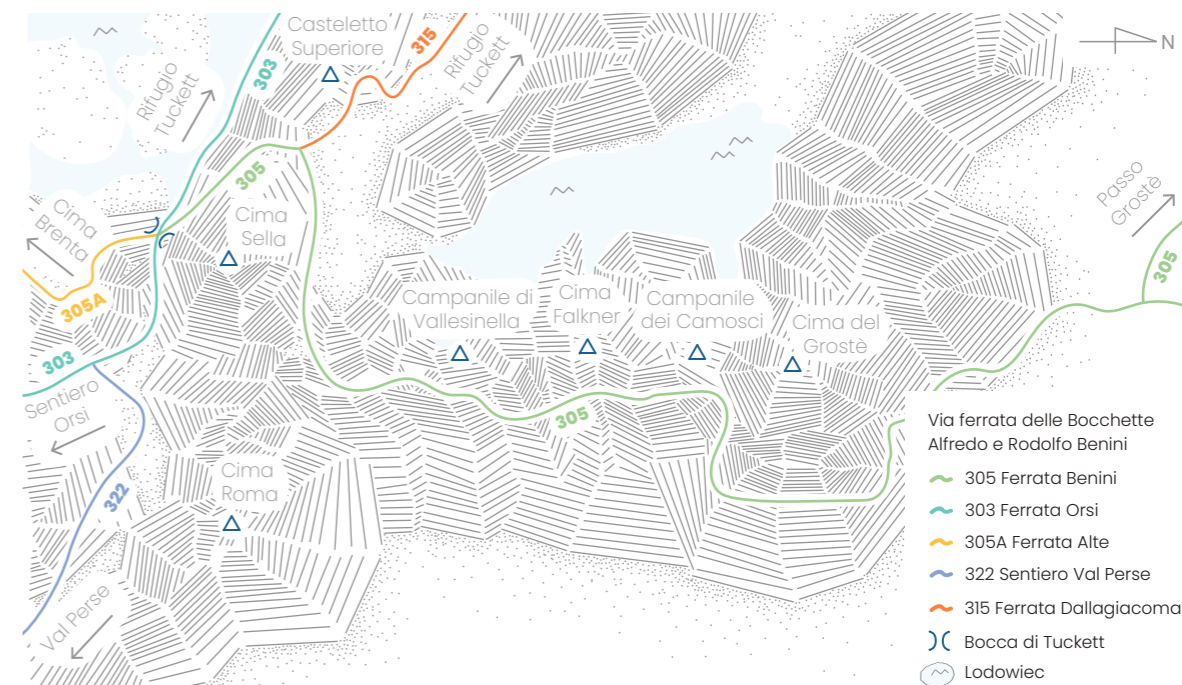 Casteletto
Superiore
315
303
Rifugio
Tuckett
Rifugio
Tuckett
N
305
Cima
Sella
Cima
Brenta
305A
303
Passo
Grostè
305
Campanile di
Vallesinella
Cima
Falkner
Campanile
dei Camosci
Cima del
Grostè
305
Sentiero
Orsi
322
Cima
Roma
Val Perse
Via ferrata delle Bocchette
Alfredo e Rodolfo Benini
305 Ferrata Benini
303 Ferrata Orsi
305A Ferrata Alte
322 Sentiero Val Perse
315 Ferrata Dallagiacoma
Bocca di Tuckett
Lodowiec